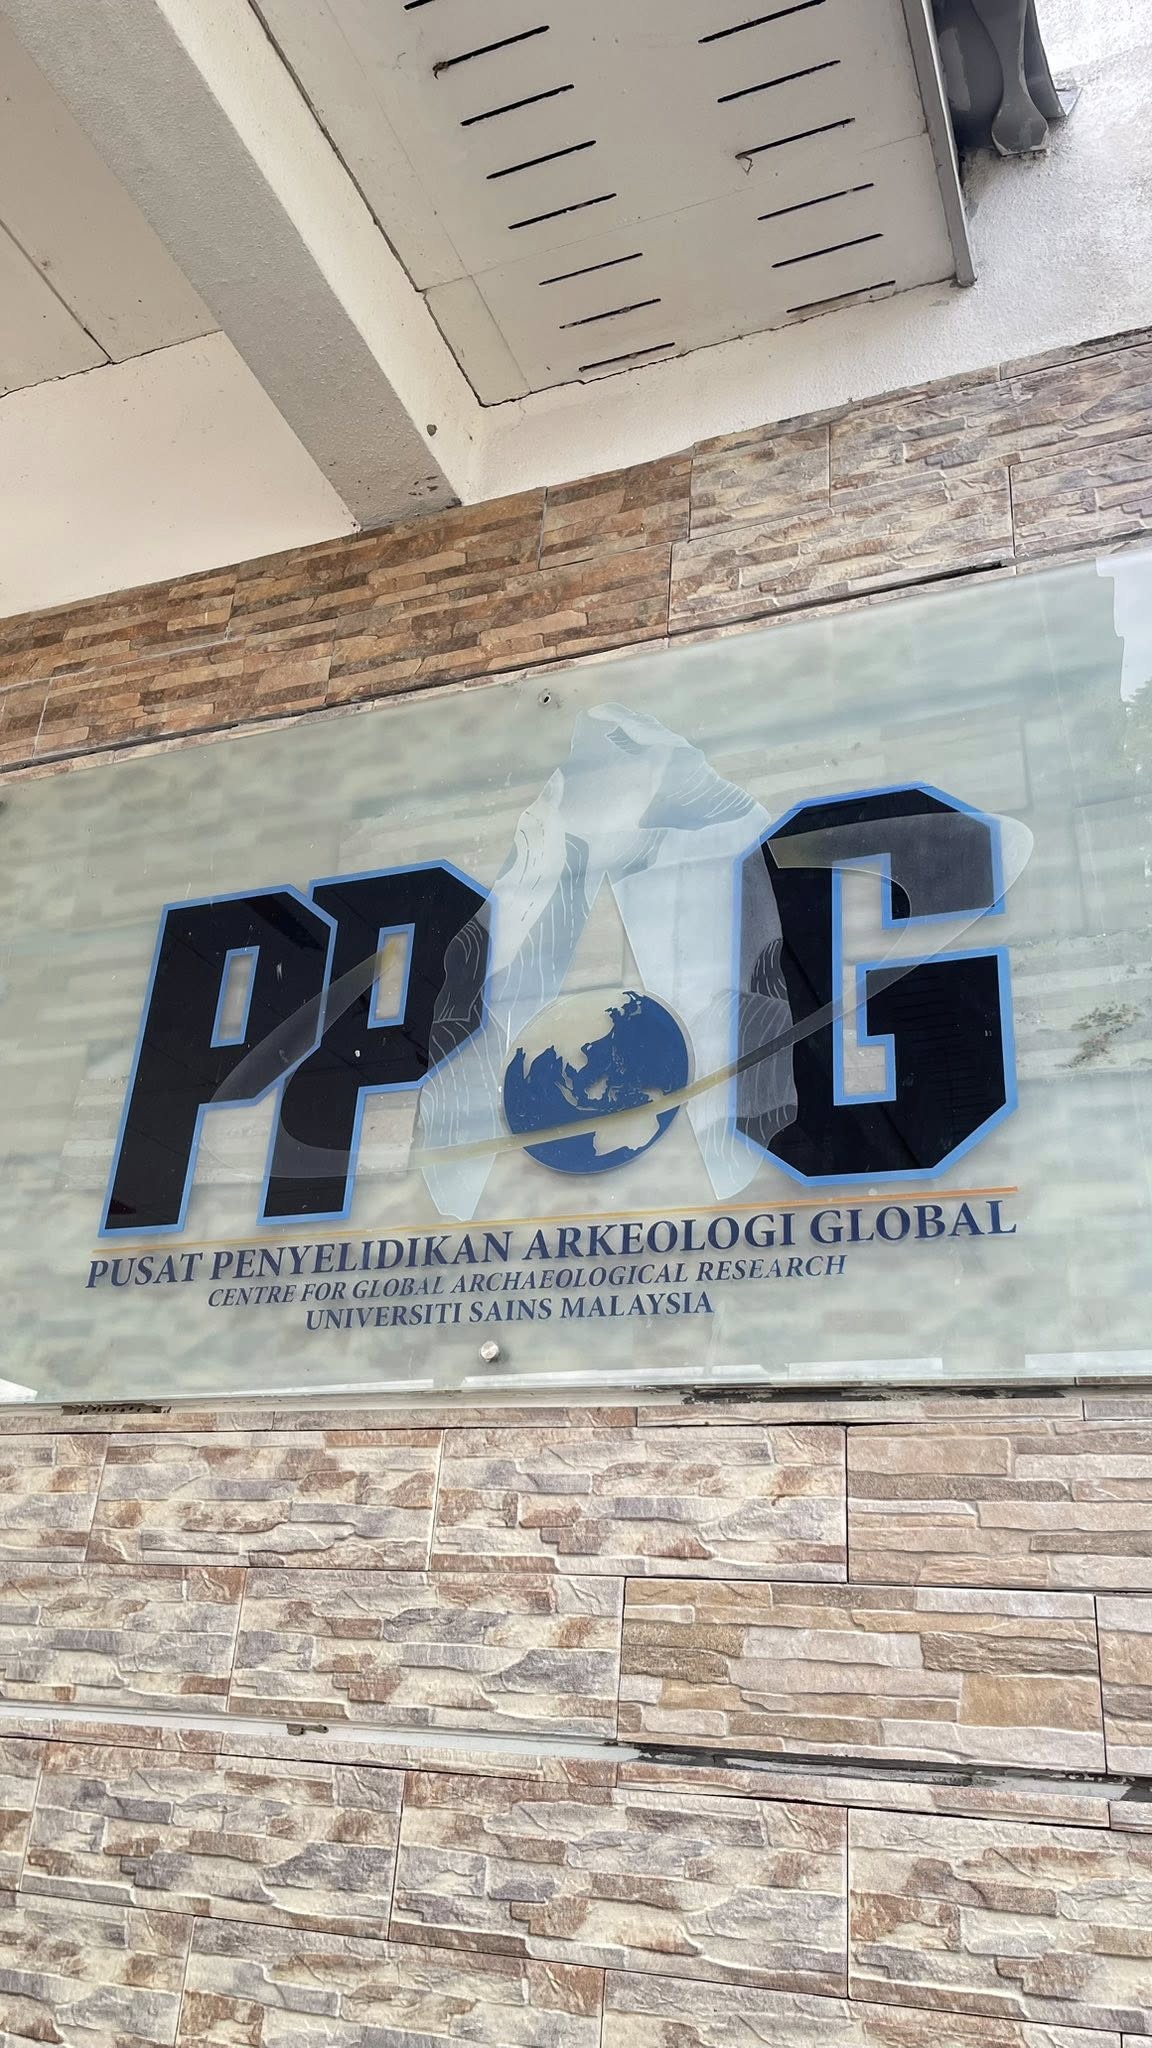 PPAG
PUSAT PENYELIDIKAN ARKEOLOGI GLOBAL
CENTRE FOR GLOBAL ARCHAEOLOGICAL RESEARCH
UNIVERSITI SAINS MALAYSIA